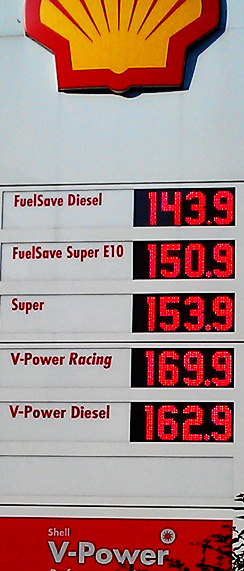 FuelSave Diesel 143.9
FuelSave Super E10 150.9
Super 153.9
V-Power Racing 169.9
V-Power Diesel 162.9
Shell
V-Power